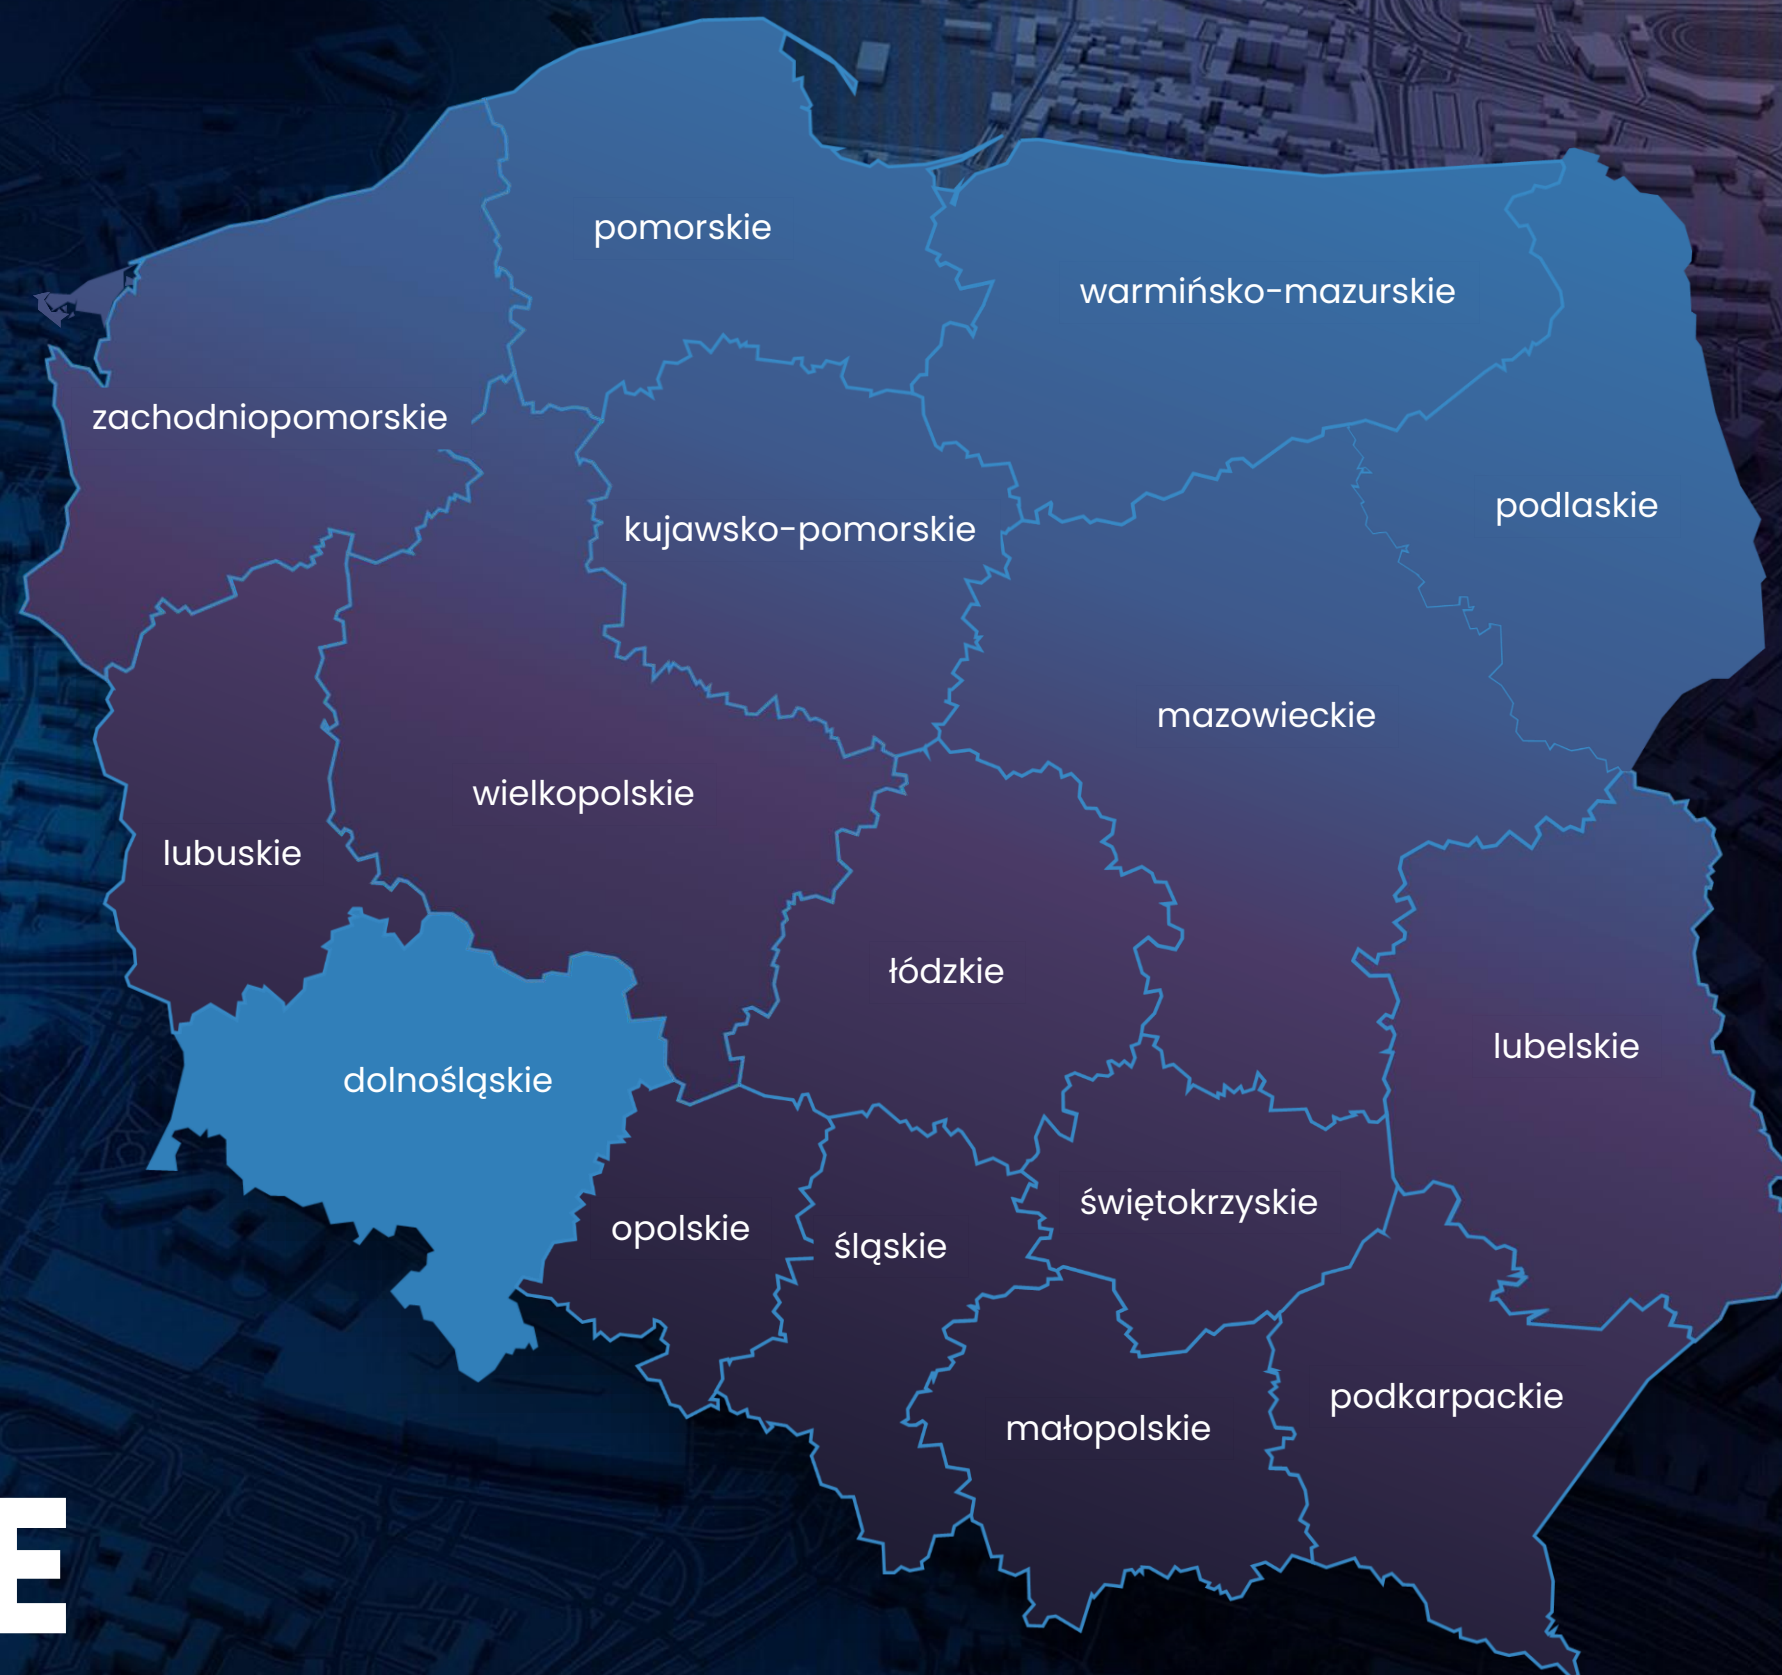 pomorskie
warmińsko-mazurskie
zachodniopomorskie
podlaskie
kujawsko-pomorskie
mazowieckie
wielkopolskie
lubuskie
łódzkie
lubelskie
dolnośląskie
świętokrzyskie
opolskie
śląskie
podkarpackie
małopolskie
E